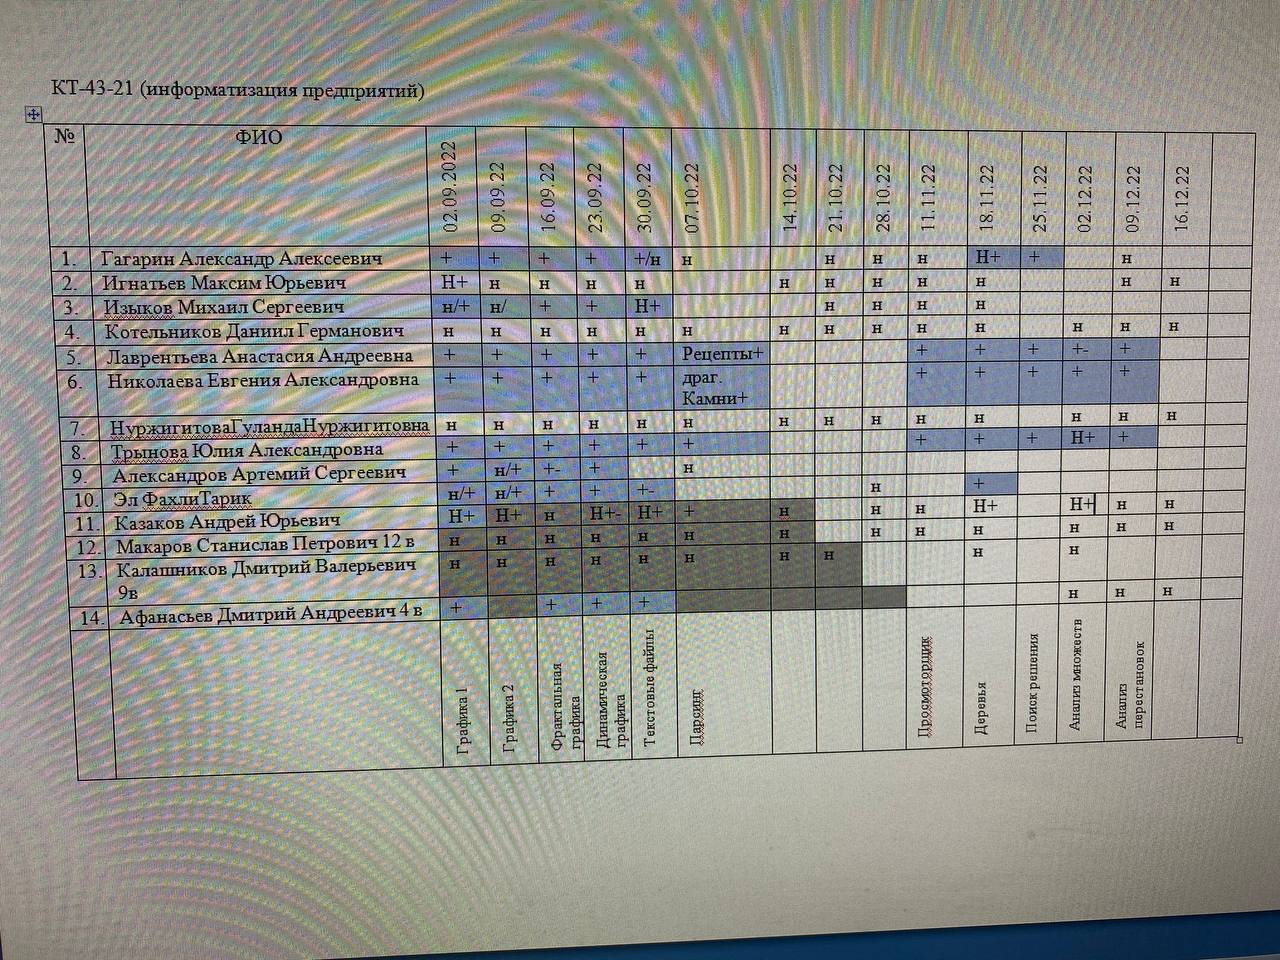 КТ-43-21 (информатизация предприятий)
№ ФИО 02.09.2022 09.09.22 16.09.22 23.09.22 30.09.22 07.10.22 14.10.22 21.10.22 28.10.22 11.11.22 18.11.22 25.11.22 02.12.22 09.12.22 16.12.22
1. Гагарин Александр Алексеевич + + + + +/н н н н н Н+ + н
2. Игнатьев Максим Юрьевич Н+ н н н н н н н н н н н
3. Изыков Михаил Сергеевич н/+ н/ + + Н+ н н н н
4. Котельников Даниил Германович н н н н н н н н н н н н н н
5. Лаврентьева Анастасия Андреевна + + + + + Рецепты+ + + + +- +
6. Николаева Евгения Александровна + + + + + драг. + + + + +
Камни+
7. НуржигитоваГуландаНуржигитовна н н н н н н н н н н н н н н
8. Трынова Юлия Александровна + + + + + + + + + Н+ +
9. Александров Артемий Сергеевич + н/+ +- + н
10. Эл ФахлиТарик н/+ н/+ + + +- н +
11. Казаков Андрей Юрьевич Н+ Н+ н Н+- Н+ + н н н Н+ Н+ н н
12. Макаров Станислав Петрович 12 в н н н н н н н н н н н н н
13. Калашников Дмитрий Валерьевич н н н н н н н н н н
9в
14. Афанасьев Дмитрий Андреевич 4 в + + + + н н н
Графика 1
Графика 2
Фрактальная
графика
Динамическая
графика
Текстовые файлы
Парсинг
Просмоторщик
Деревья
Поиск решения
Анализ множеств
Анализ
перестановок